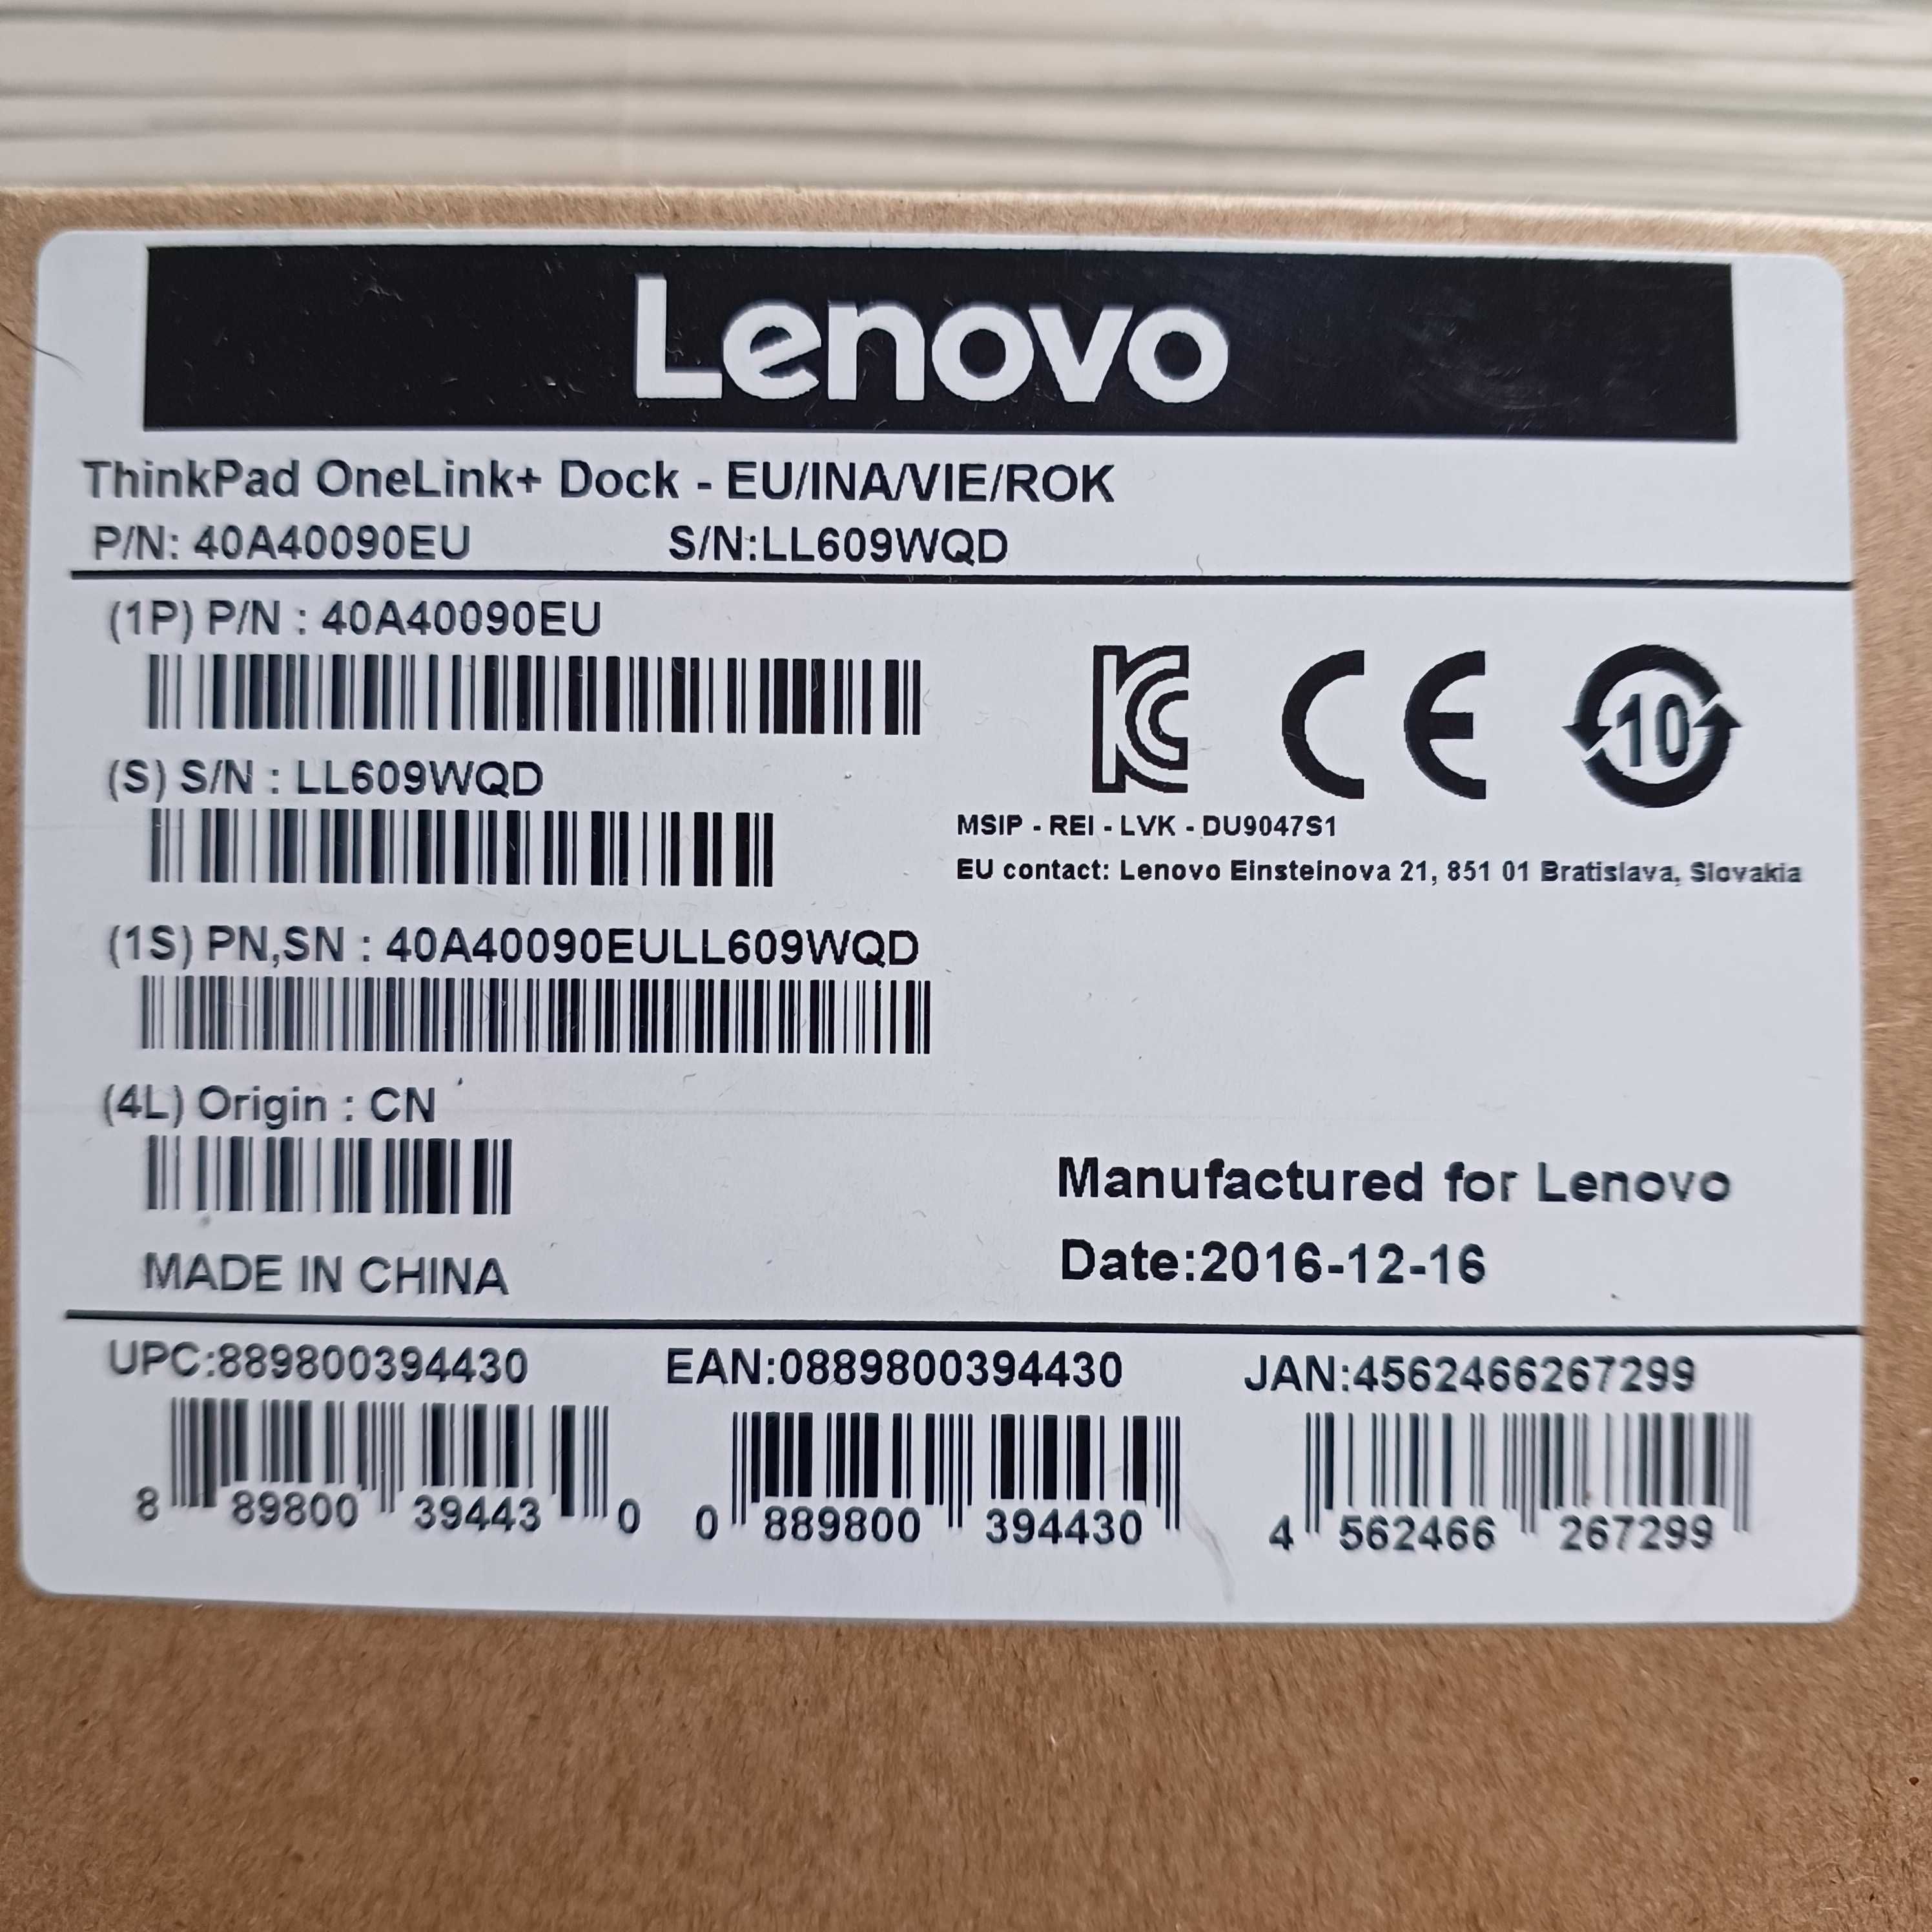 Lenovo
ThinkPad OneLink+ Dock - EU/INA/VIE/ROK
P/N: 40A40090EU S/N:LL609WQD
(1P) P/N : 40A40090EU
(S) S/N : LL609WQD
(1S) PN,SN : 40A40090EULL609WQD
(4L) Origin : CN
MADE IN CHINA
KC CE 10
MSIP - REI - LVK - DU9047S1
EU contact: Lenovo Einsteinova 21, 851 01 Bratislava, Slovakia
Manufactured for Lenovo
Date:2016-12-16
UPC:889800394430 EAN:0889800394430 JAN:4562466267299
8 89800 39443 0 0 889800 394430 4 562466 267299